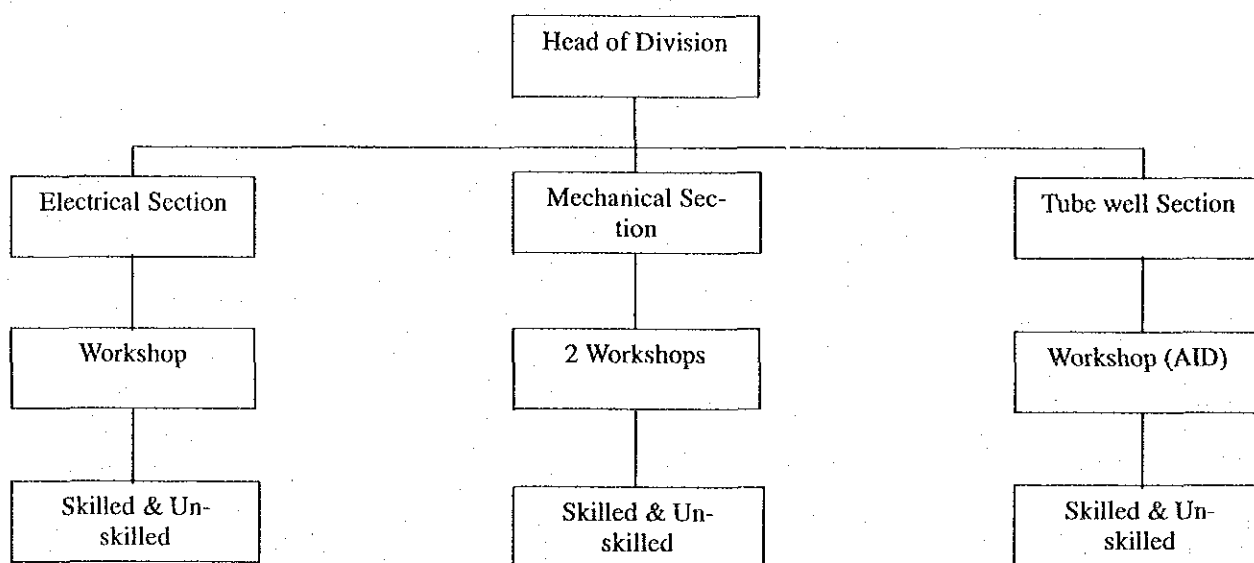 Head of Division
Electrical Section
Mechanical Sec-
tion
Tube well Section
Workshop
2 Workshops
Workshop (AID)
Skilled & Un-
skilled
Skilled & Un-
skilled
Skilled & Un-
skilled